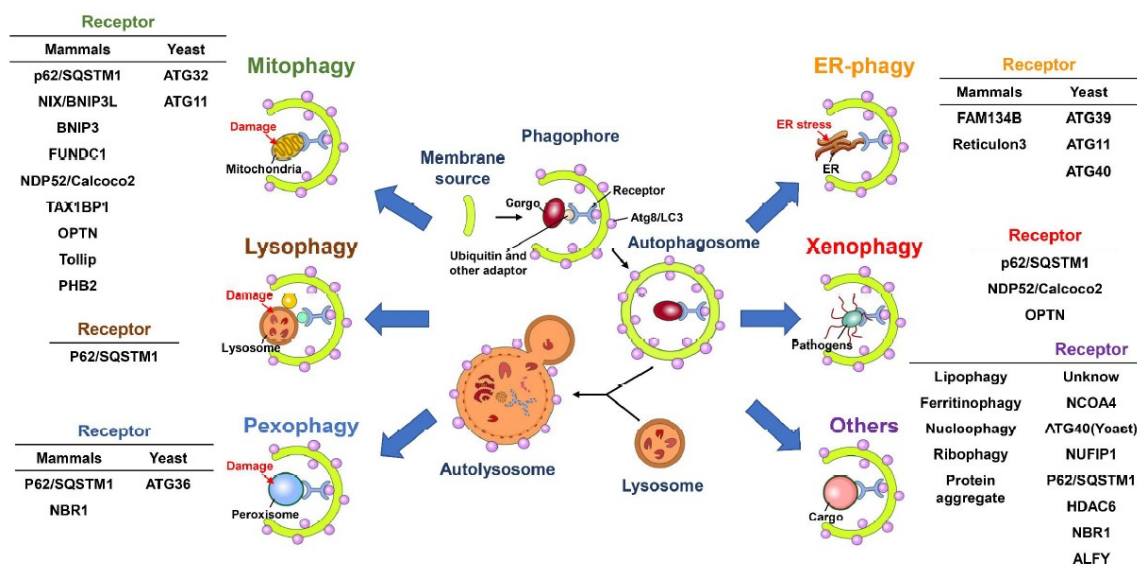 Receptor
Mammals Yeast
p62/SQSTM1 ATG32
NIX/BNIP3L ATG11
BNIP3
FUNDC1
NDP52/Calcoco2
TAX1BP1
OPTN
Tollip
PHB2
Mitophagy
Damage
Mitochondria
Receptor
P62/SQSTM1
Lysophagy
Damage
Lysosome
Receptor
Mammals Yeast
P62/SQSTM1 ATG36
NBR1
Pexophagy
Damage
Peroxisome
Membrane
source
Phagophore
Corgo
Receptor
Atg8/LC3
Ubiquitin and
other adaptor
Autophagosome
Autolysosome
Lysosome
ER-phagy
ER stress
ER
Receptor
Mammals Yeast
FAM134B ATG39
Reticulon3 ATG11
ATG40
Xenophagy
Pathogens
Receptor
p62/SQSTM1
NDP52/Calcoco2
OPTN
Others
Cargo
Receptor
Lipophagy Unknow
Ferritinophagy NCOA4
Nucloophagy ATG40(Yoast)
Ribophagy NUFIP1
Protein P62/SQSTM1
aggregate HDAC6
NBR1
ALFY